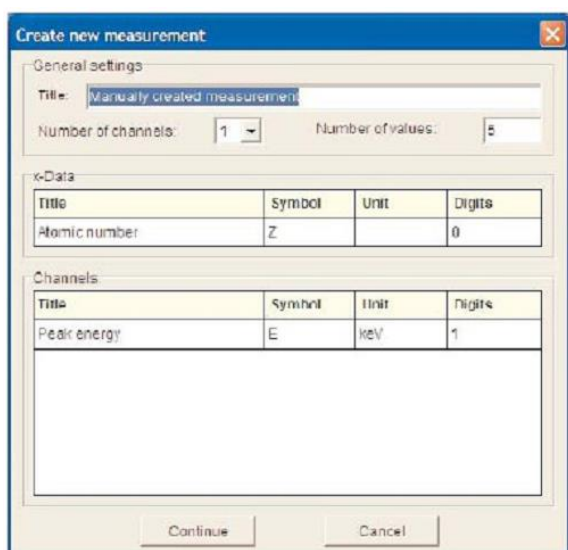 Create new measurement
General settings
Title: Manually created measurement
Number of channels: 1 Number of values: 5
x-Data
Title Symbol Unit Digits
Atomic number Z 0
Channels
Title Symbol Unit Digits
Peak energy E keV 1
Continue Cancel